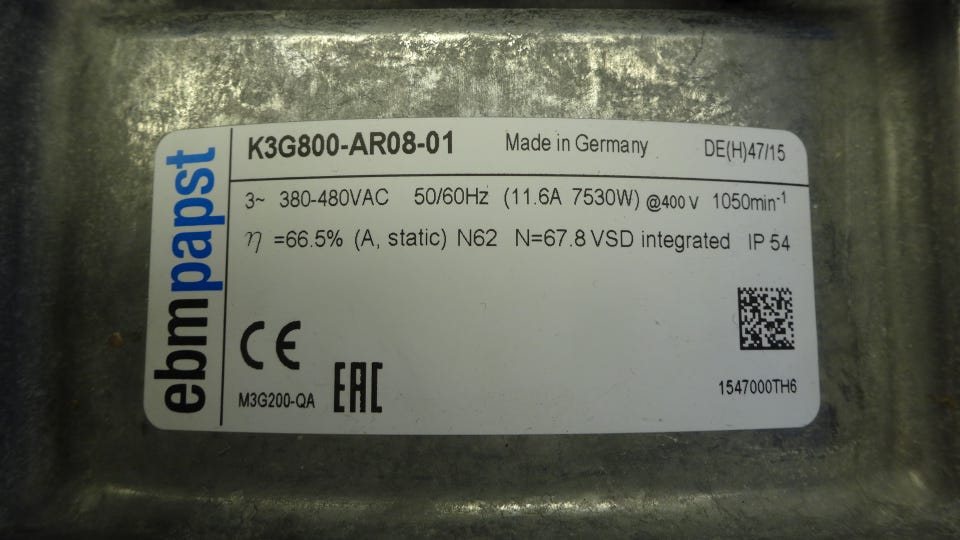 ebmpapst
K3G800-AR08-01 Made in Germany DE(H)47/15
3~ 380-480VAC 50/60Hz (11.6A 7530W) @400 V 1050min⁻¹
η =66.5% (A, static) N62 N=67.8 VSD integrated IP 54
CE
M3G200-QA EAC
1547000TH6